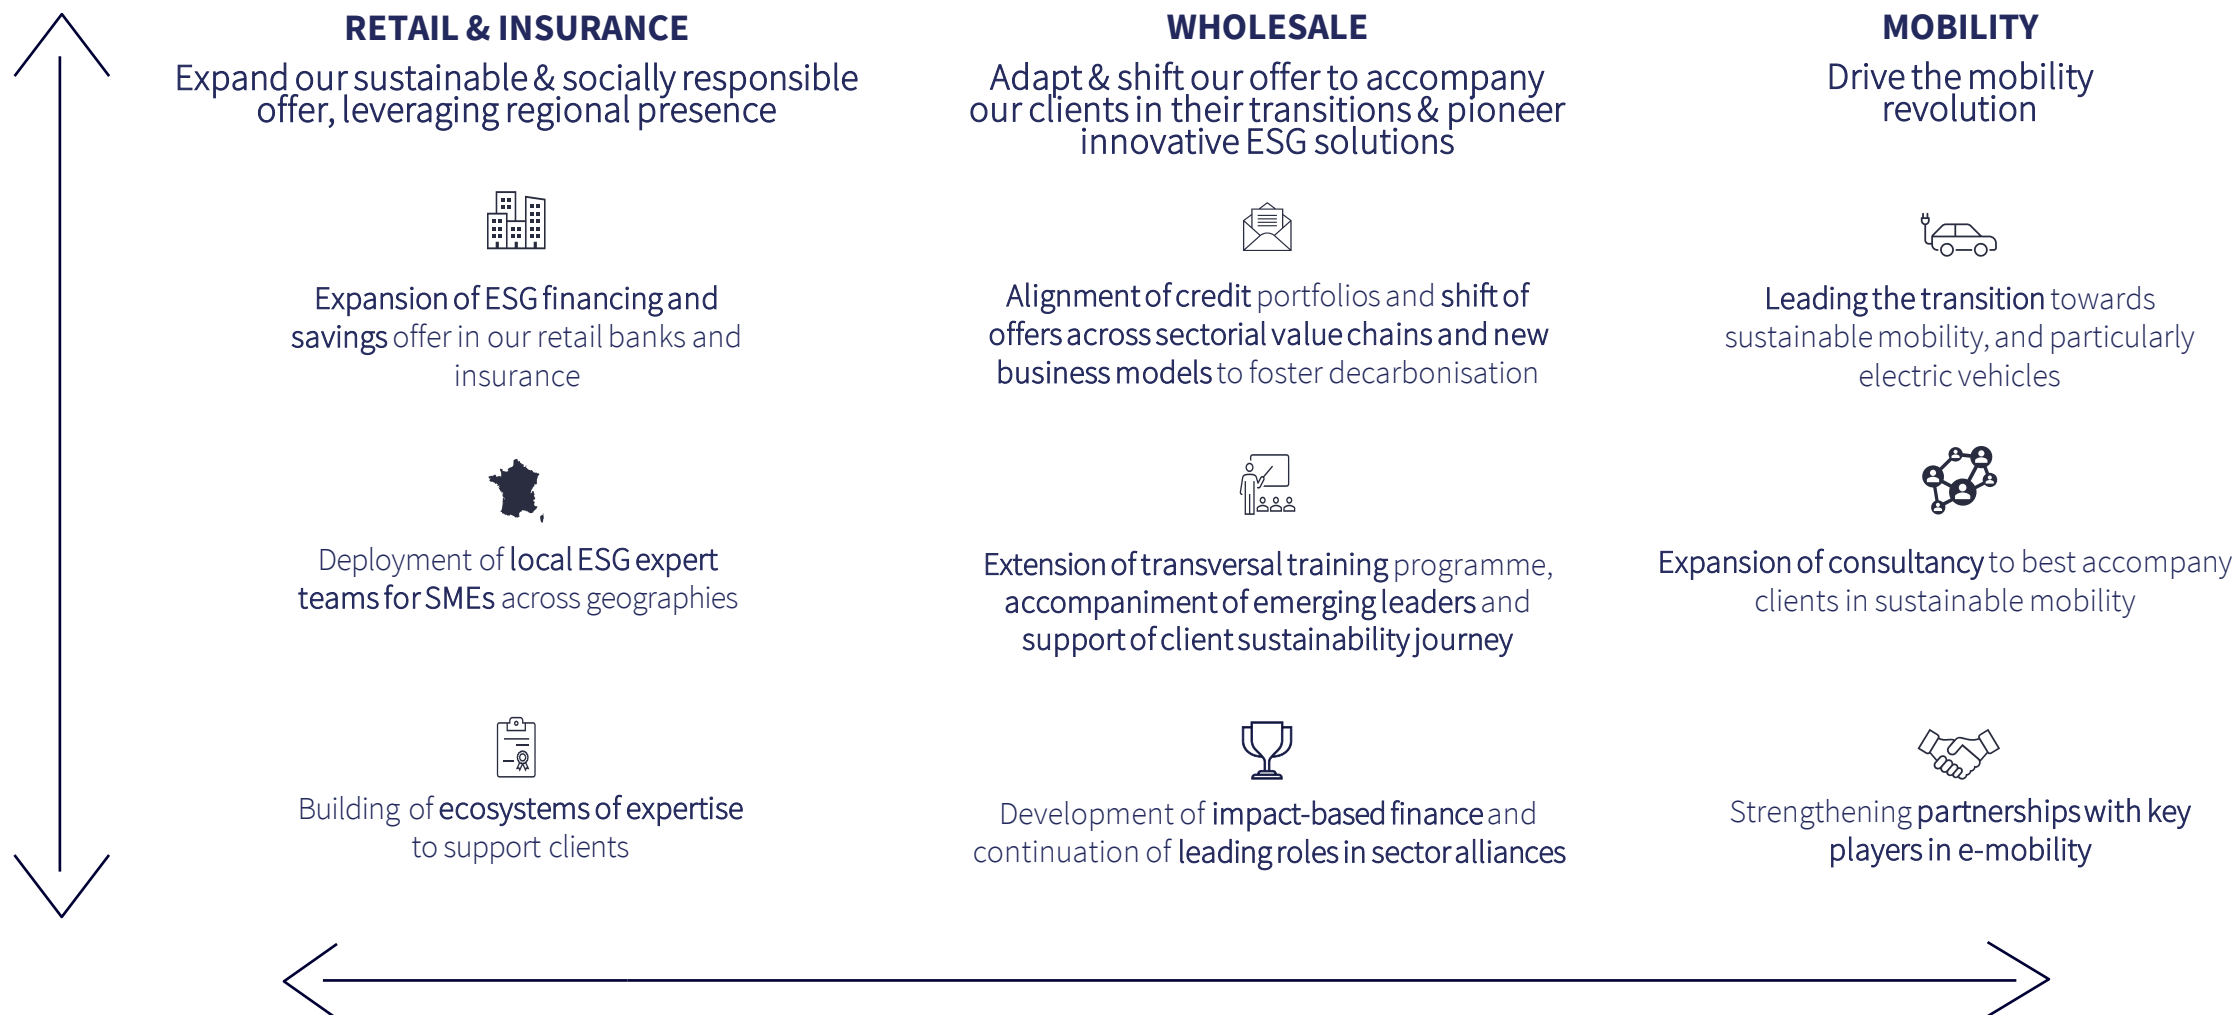 RETAIL & INSURANCE
Expand our sustainable & socially responsible
offer, leveraging regional presence
Expansion of ESG financing and
savings offer in our retail banks and
insurance
Deployment of local ESG expert
teams for SMEs across geographies
Building of ecosystems of expertise
to support clients
WHOLESALE
Adapt & shift our offer to accompany
our clients in their transitions & pioneer
innovative ESG solutions
Alignment of credit portfolios and shift of
offers across sectorial value chains and new
business models to foster decarbonisation
Extension of transversal training programme,
accompaniment of emerging leaders and
support of client sustainability journey
Development of impact-based finance and
continuation of leading roles in sector alliances
MOBILITY
Drive the mobility
revolution
Leading the transition towards
sustainable mobility, and particularly
electric vehicles
Expansion of consultancy to best accompany
clients in sustainable mobility
Strengthening partnerships with key
players in e-mobility